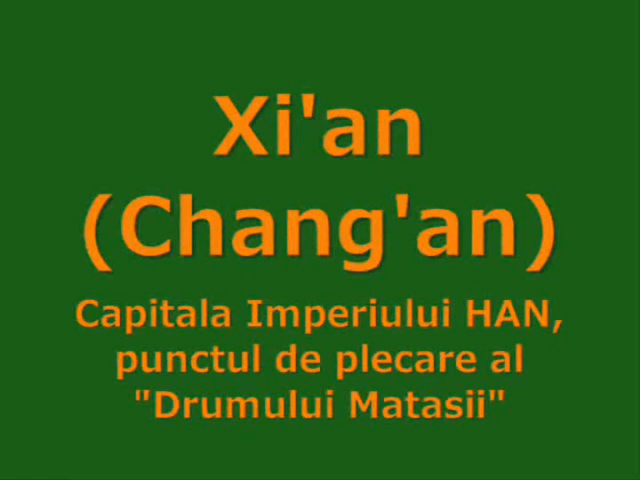 Xi'an
(Chang'an)
Capitala Imperiului HAN,
punctul de plecare al
"Drumului Matasii"